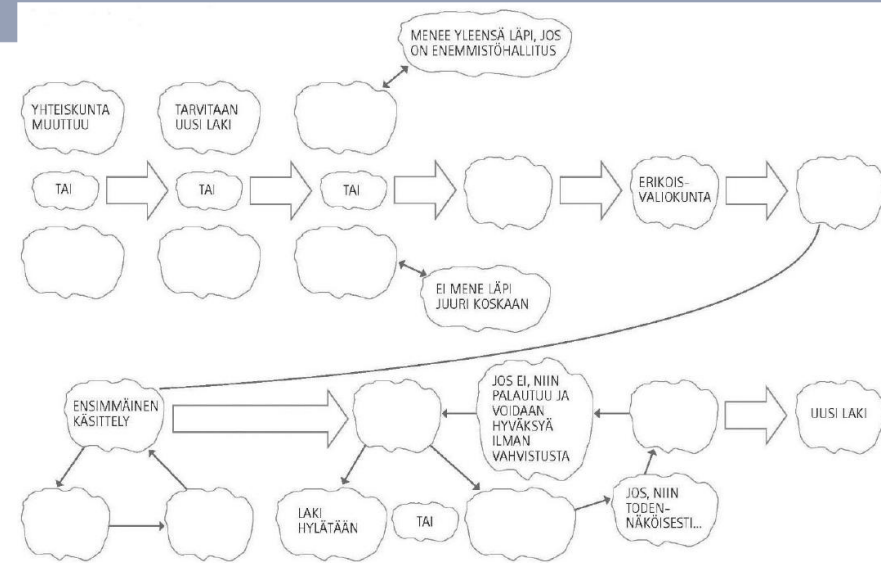 MENEE YLEENSÄ LÄPI, JOS
ON ENEMMISTÖHALLITUS
YHTEISKUNTA
MUUTTUU
TARVITAAN
UUSI LAKI
TAI
TAI
TAI
ERIKOIS-
VALIOKUNTA
EI MENE LÄPI
JUURI KOSKAAN
ENSIMMÄINEN
KÄSITTELY
JOS EI, NIIN
PALAUTUU JA
VOIDAAN
HYVÄKSYÄ
ILMAN
VAHVISTUSTA
UUSI LAKI
LAKI
HYLÄTÄÄN
TAI
JOS, NIIN
TODEN-
NÄKÖISESTI...